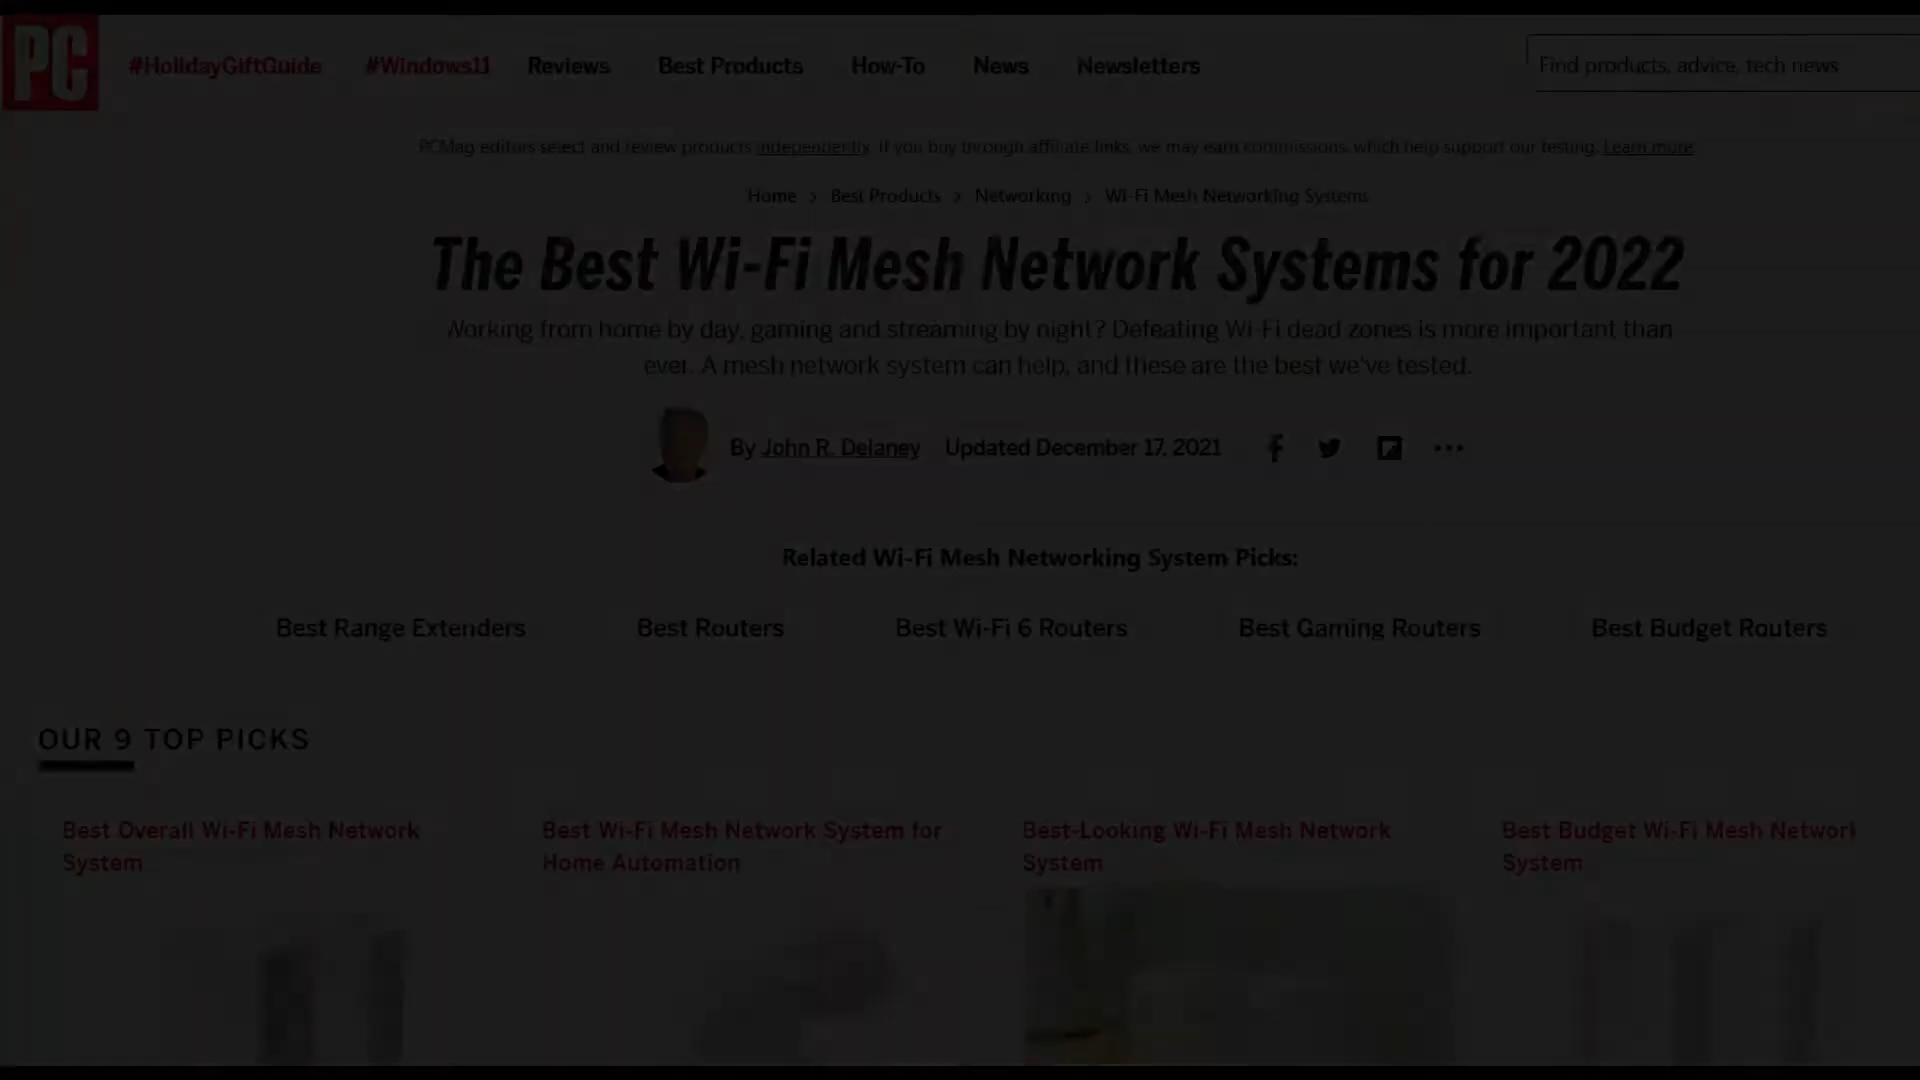 PC
#HolidayGiftGuide #Windows11 Reviews Best Products How-To News Newsletters Find products, advice, tech news
PCMag editors select and review products independently. If you buy through affiliate links, we may earn commissions, which help support our testing. Learn more
Home > Best Products > Networking > Wi-Fi Mesh Networking Systems
The Best Wi-Fi Mesh Network Systems for 2022
Working from home by day, gaming and streaming by night? Defeating Wi-Fi dead zones is more important than
ever. A mesh network system can help, and these are the best we've tested.
By John R. Delaney Updated December 17, 2021
Related Wi-Fi Mesh Networking System Picks:
Best Range Extenders Best Routers Best Wi-Fi 6 Routers Best Gaming Routers Best Budget Routers
OUR 9 TOP PICKS
Best Overall Wi-Fi Mesh Network
System
Best Wi-Fi Mesh Network System for
Home Automation
Best-Looking Wi-Fi Mesh Network
System
Best Budget Wi-Fi Mesh Network
System